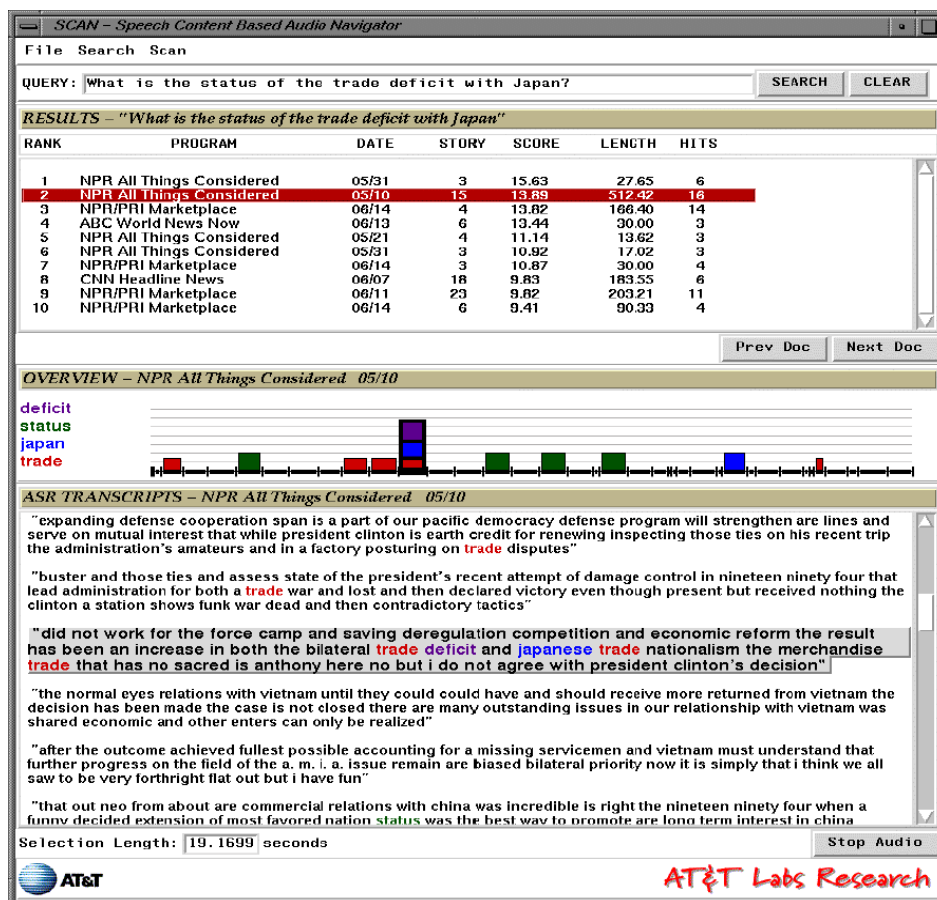 SCAN – Speech Content Based Audio Navigator
File Search Scan
QUERY: What is the status of the trade deficit with Japan? SEARCH CLEAR
RESULTS – "What is the status of the trade deficit with Japan"
RANK PROGRAM DATE STORY SCORE LENGTH HITS
1 NPR All Things Considered 05/31 3 15.63 27.65 6
2 NPR All Things Considered 05/10 15 13.89 512.42 16
3 NPR/PRI Marketplace 06/14 4 13.82 166.40 14
4 ABC World News Now 06/13 6 13.44 30.00 3
5 NPR All Things Considered 05/21 4 11.14 13.62 3
6 NPR All Things Considered 05/31 3 10.92 17.02 3
7 NPR/PRI Marketplace 06/14 3 10.87 30.00 4
8 CNN Headline News 06/07 18 9.83 183.55 6
9 NPR/PRI Marketplace 06/11 23 9.82 203.21 11
10 NPR/PRI Marketplace 06/14 6 9.41 90.33 4
Prev Doc Next Doc
OVERVIEW – NPR All Things Considered 05/10
deficit
status
japan
trade
ASR TRANSCRIPTS – NPR All Things Considered 05/10
"expanding defense cooperation span is a part of our pacific democracy defense program will strengthen are lines and
serve on mutual interest that while president clinton is earth credit for renewing inspecting those ties on his recent trip
the administration's amateurs and in a factory posturing on trade disputes"
"buster and those ties and assess state of the president's recent attempt of damage control in nineteen ninety four that
lead administration for both a trade war and lost and then declared victory even though present but received nothing the
clinton a station shows funk war dead and then contradictory tactics"
"did not work for the force camp and saving deregulation competition and economic reform the result
has been an increase in both the bilateral trade deficit and japanese trade nationalism the merchandise
trade that has no sacred is anthony here no but i do not agree with president clinton's decision"
"the normal eyes relations with vietnam until they could could have and should receive more returned from vietnam the
decision has been made the case is not closed there are many outstanding issues in our relationship with vietnam was
shared economic and other enters can only be realized"
"after the outcome achieved fullest possible accounting for a missing servicemen and vietnam must understand that
further progress on the field of the a. m. i. a. issue remain are biased bilateral priority now it is simply that i think we all
saw to be very forthright flat out but i have fun"
"that out neo from about are commercial relations with china was incredible is right the nineteen ninety four when a
funny decided extension of most favored nation status was the best way to promote are long term interest in china
Selection Length: 19.1699 seconds Stop Audio
AT&T AT&T Labs Research